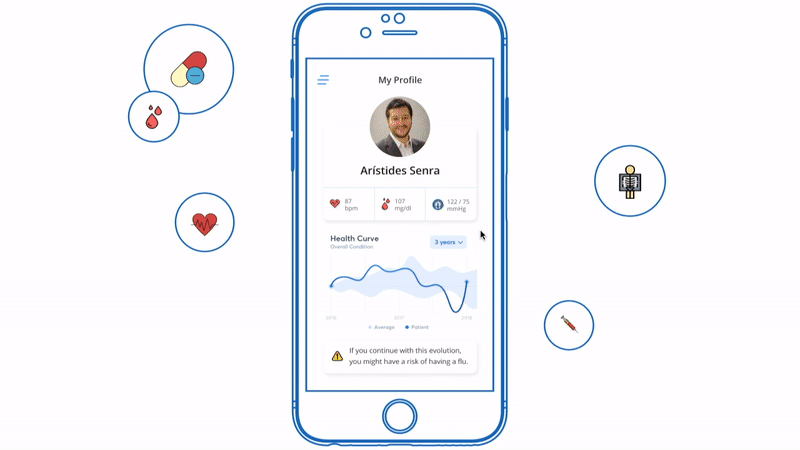 My Profile
Arístides Senra
87
bpm
107
mg/dl
122 / 75
mmHg
Health Curve
Overall Condition
3 years
2016
2017
2018
Average
Patient
If you continue with this evolution,
you might have a risk of having a flu.